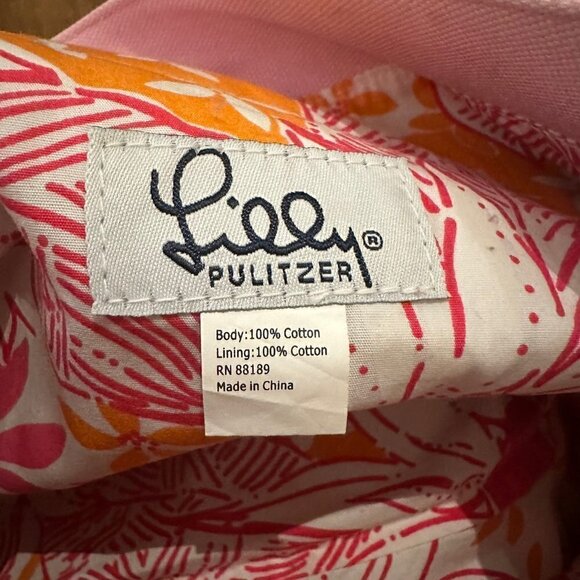 Lilly®
PULITZER
Body:100% Cotton
Lining:100% Cotton
RN 88189
Made in China